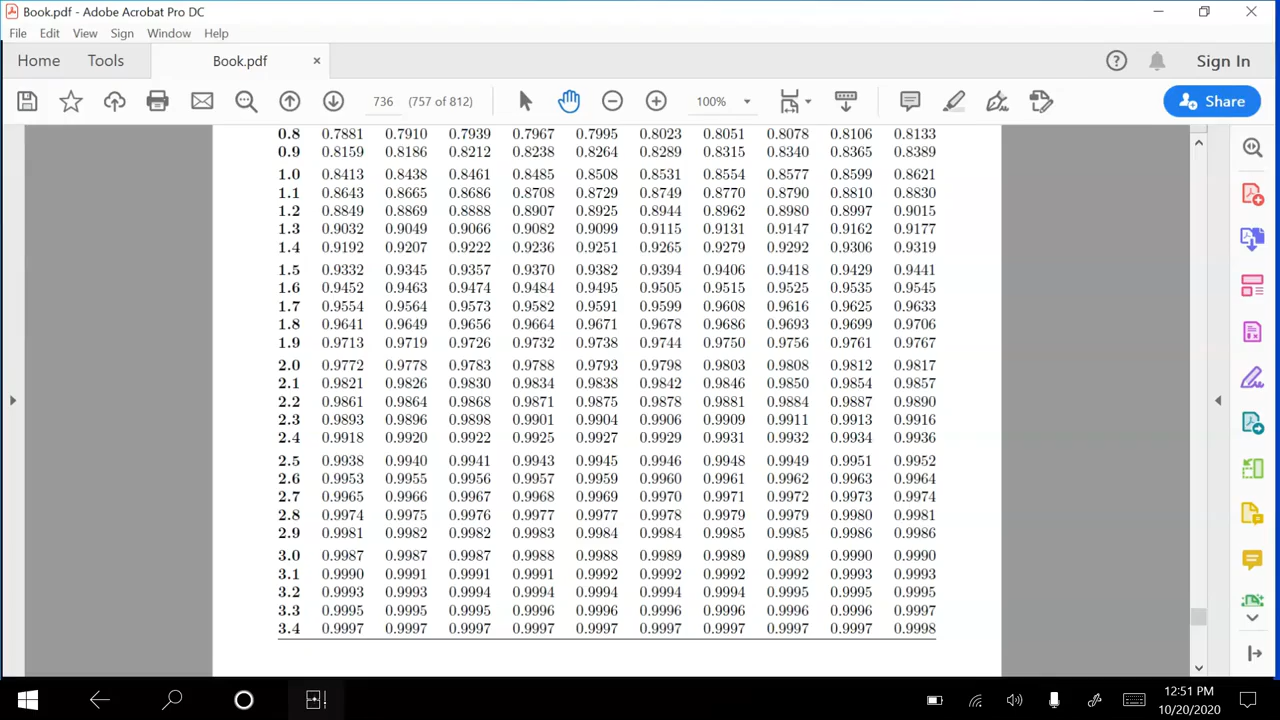 Book.pdf - Adobe Acrobat Pro DC
File Edit View Sign Window Help
Home Tools Book.pdf × ? Sign In
736 (757 of 812) 100% Share
0.8 0.7881 0.7910 0.7939 0.7967 0.7995 0.8023 0.8051 0.8078 0.8106 0.8133
0.9 0.8159 0.8186 0.8212 0.8238 0.8264 0.8289 0.8315 0.8340 0.8365 0.8389
1.0 0.8413 0.8438 0.8461 0.8485 0.8508 0.8531 0.8554 0.8577 0.8599 0.8621
1.1 0.8643 0.8665 0.8686 0.8708 0.8729 0.8749 0.8770 0.8790 0.8810 0.8830
1.2 0.8849 0.8869 0.8888 0.8907 0.8925 0.8944 0.8962 0.8980 0.8997 0.9015
1.3 0.9032 0.9049 0.9066 0.9082 0.9099 0.9115 0.9131 0.9147 0.9162 0.9177
1.4 0.9192 0.9207 0.9222 0.9236 0.9251 0.9265 0.9279 0.9292 0.9306 0.9319
1.5 0.9332 0.9345 0.9357 0.9370 0.9382 0.9394 0.9406 0.9418 0.9429 0.9441
1.6 0.9452 0.9463 0.9474 0.9484 0.9495 0.9505 0.9515 0.9525 0.9535 0.9545
1.7 0.9554 0.9564 0.9573 0.9582 0.9591 0.9599 0.9608 0.9616 0.9625 0.9633
1.8 0.9641 0.9649 0.9656 0.9664 0.9671 0.9678 0.9686 0.9693 0.9699 0.9706
1.9 0.9713 0.9719 0.9726 0.9732 0.9738 0.9744 0.9750 0.9756 0.9761 0.9767
2.0 0.9772 0.9778 0.9783 0.9788 0.9793 0.9798 0.9803 0.9808 0.9812 0.9817
2.1 0.9821 0.9826 0.9830 0.9834 0.9838 0.9842 0.9846 0.9850 0.9854 0.9857
2.2 0.9861 0.9864 0.9868 0.9871 0.9875 0.9878 0.9881 0.9884 0.9887 0.9890
2.3 0.9893 0.9896 0.9898 0.9901 0.9904 0.9906 0.9909 0.9911 0.9913 0.9916
2.4 0.9918 0.9920 0.9922 0.9925 0.9927 0.9929 0.9931 0.9932 0.9934 0.9936
2.5 0.9938 0.9940 0.9941 0.9943 0.9945 0.9946 0.9948 0.9949 0.9951 0.9952
2.6 0.9953 0.9955 0.9956 0.9957 0.9959 0.9960 0.9961 0.9962 0.9963 0.9964
2.7 0.9965 0.9966 0.9967 0.9968 0.9969 0.9970 0.9971 0.9972 0.9973 0.9974
2.8 0.9974 0.9975 0.9976 0.9977 0.9977 0.9978 0.9979 0.9979 0.9980 0.9981
2.9 0.9981 0.9982 0.9982 0.9983 0.9984 0.9984 0.9985 0.9985 0.9986 0.9986
3.0 0.9987 0.9987 0.9987 0.9988 0.9988 0.9989 0.9989 0.9989 0.9990 0.9990
3.1 0.9990 0.9991 0.9991 0.9991 0.9992 0.9992 0.9992 0.9992 0.9993 0.9993
3.2 0.9993 0.9993 0.9994 0.9994 0.9994 0.9994 0.9994 0.9995 0.9995 0.9995
3.3 0.9995 0.9995 0.9995 0.9996 0.9996 0.9996 0.9996 0.9996 0.9996 0.9997
3.4 0.9997 0.9997 0.9997 0.9997 0.9997 0.9997 0.9997 0.9997 0.9997 0.9998
12:51 PM
10/20/2020